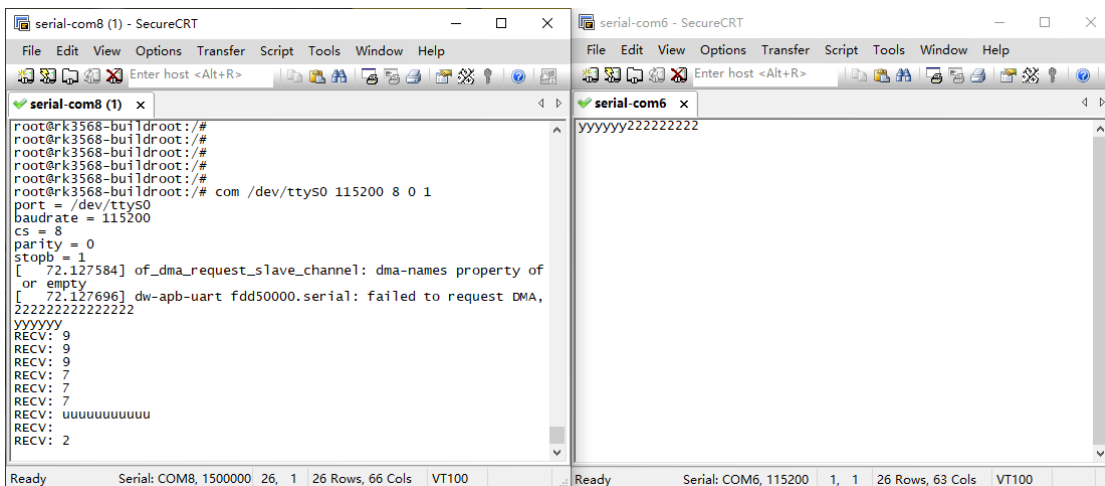 serial-com8 (1) - SecureCRT
File Edit View Options Transfer Script Tools Window Help
Enter host <Alt+R>
serial-com8 (1)
root@rk3568-buildroot:/#
root@rk3568-buildroot:/#
root@rk3568-buildroot:/#
root@rk3568-buildroot:/#
root@rk3568-buildroot:/#
root@rk3568-buildroot:/# com /dev/ttyS0 115200 8 0 1
port = /dev/ttyS0
baudrate = 115200
cs = 8
parity = 0
stopb = 1
[   72.127584] of_dma_request_slave_channel: dma-names property of
 or empty
[   72.127696] dw-apb-uart fdd50000.serial: failed to request DMA,
222222222222222
yyyyyy
RECV: 9
RECV: 9
RECV: 9
RECV: 7
RECV: 7
RECV: 7
RECV: uuuuuuuuuuu
RECV:
RECV: 2
Ready Serial: COM8, 1500000 26, 1 26 Rows, 66 Cols VT100
serial-com6 - SecureCRT
File Edit View Options Transfer Script Tools Window Help
Enter host <Alt+R>
serial-com6
yyyyyy222222222
Ready Serial: COM6, 115200 1, 1 26 Rows, 63 Cols VT100